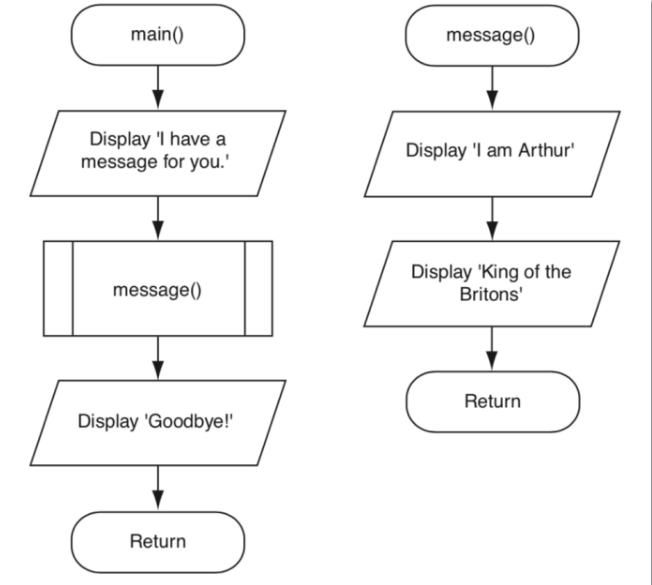 main()
Display 'I have a
message for you.'
message()
Display 'Goodbye!'
Return
message()
Display 'I am Arthur'
Display 'King of the
Britons'
Return